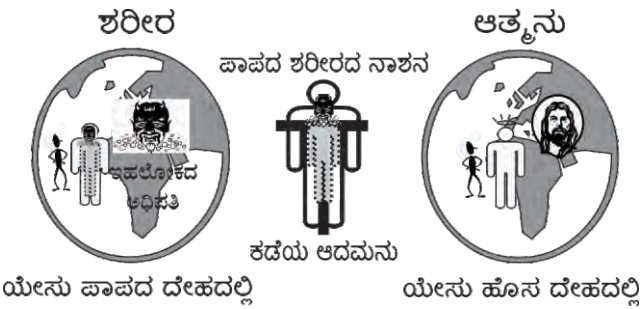 ಶರೀರ
ಆತ್ಮನು
ಪಾಪದ ಶರೀರದ ನಾಶನ
ಇಹಲೋಕದ
ಅಧಿಪತಿ
ಕಡೆಯ ಆದಮನು
ಯೇಸು ಪಾಪದ ದೇಹದಲ್ಲಿ
ಯೇಸು ಹೊಸ ದೇಹದಲ್ಲಿ